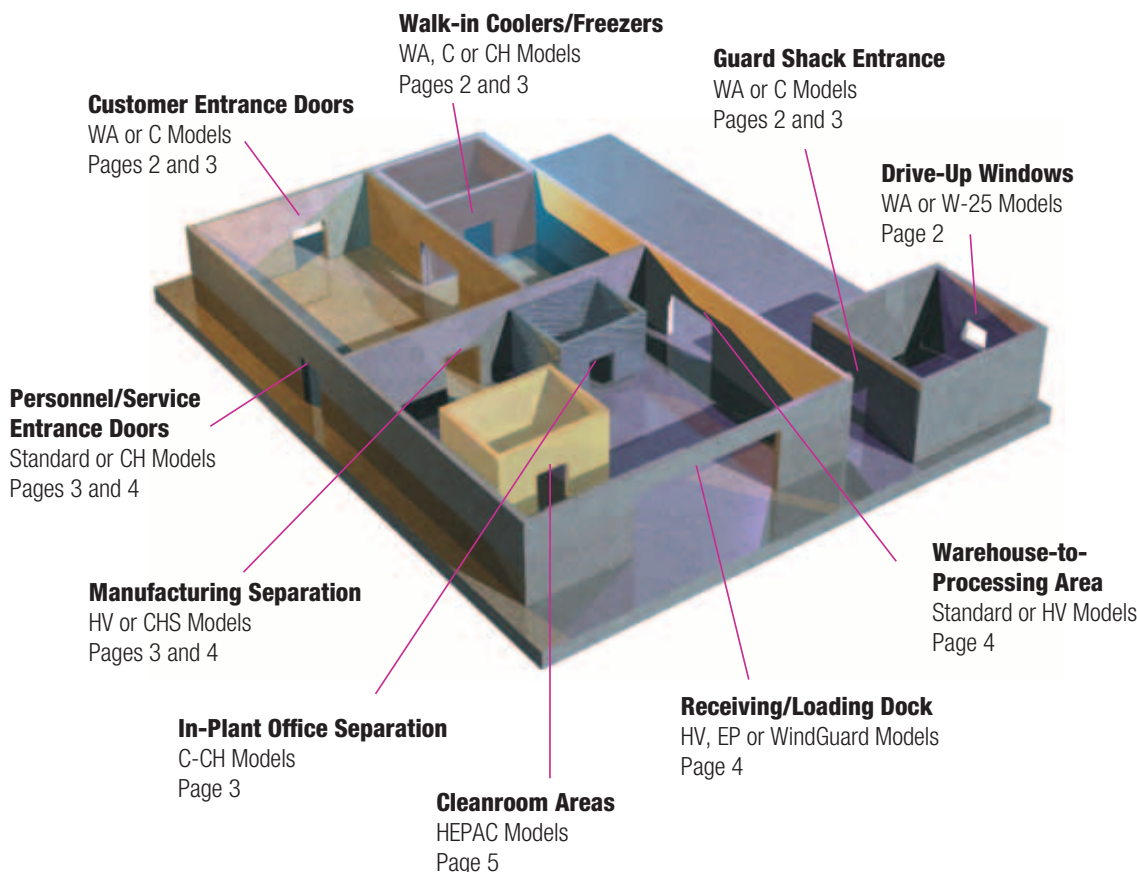 Walk-in Coolers/Freezers
WA, C or CH Models
Pages 2 and 3
Guard Shack Entrance
WA or C Models
Pages 2 and 3
Customer Entrance Doors
WA or C Models
Pages 2 and 3
Drive-Up Windows
WA or W-25 Models
Page 2
Personnel/Service
Entrance Doors
Standard or CH Models
Pages 3 and 4
Manufacturing Separation
HV or CHS Models
Pages 3 and 4
Warehouse-to-
Processing Area
Standard or HV Models
Page 4
In-Plant Office Separation
C-CH Models
Page 3
Receiving/Loading Dock
HV, EP or WindGuard Models
Page 4
Cleanroom Areas
HEPAC Models
Page 5